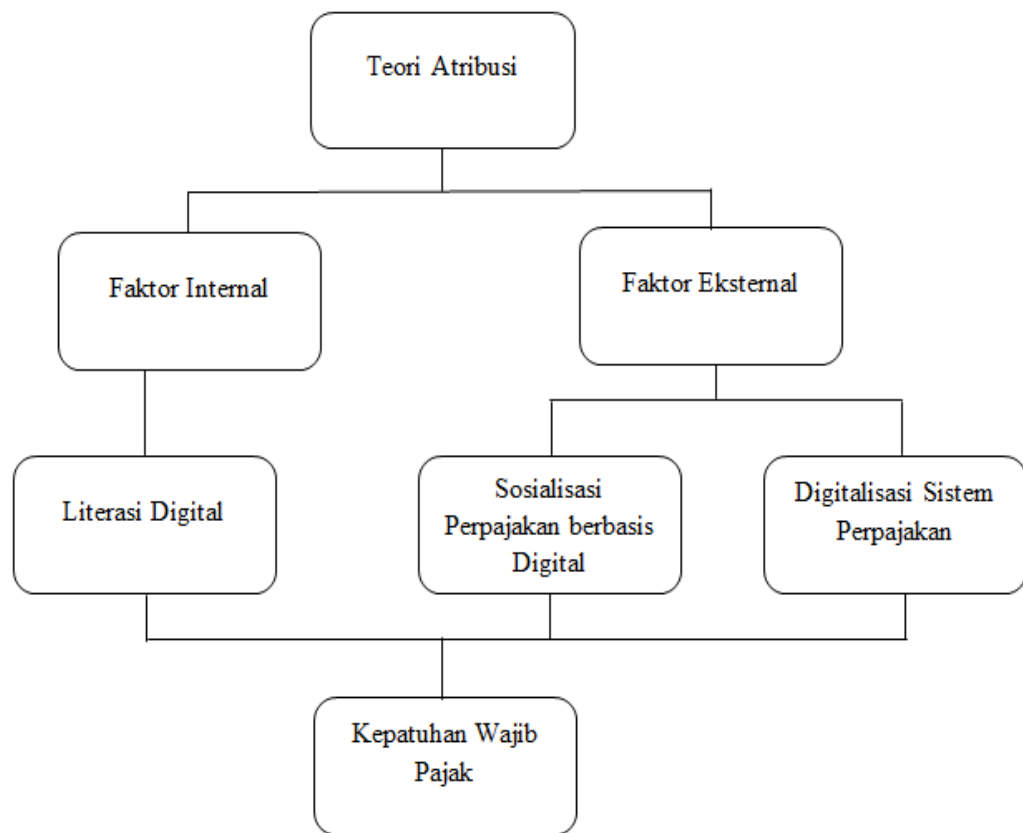 Teori Atribusi
Faktor Internal
Faktor Eksternal
Literasi Digital
Sosialisasi
Perpajakan berbasis
Digital
Digitalisasi Sistem
Perpajakan
Kepatuhan Wajib
Pajak